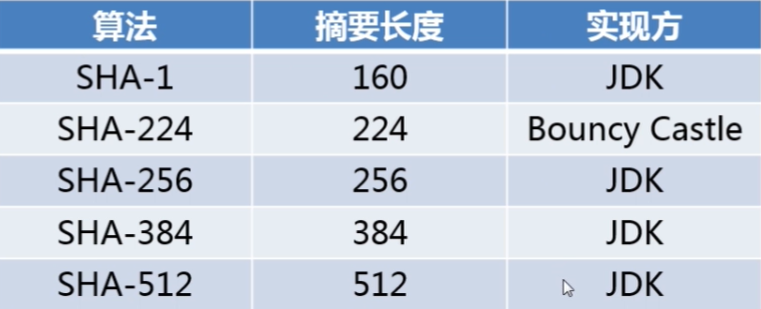 算法 摘要长度 实现方
SHA-1 160 JDK
SHA-224 224 Bouncy Castle
SHA-256 256 JDK
SHA-384 384 JDK
SHA-512 512 JDK